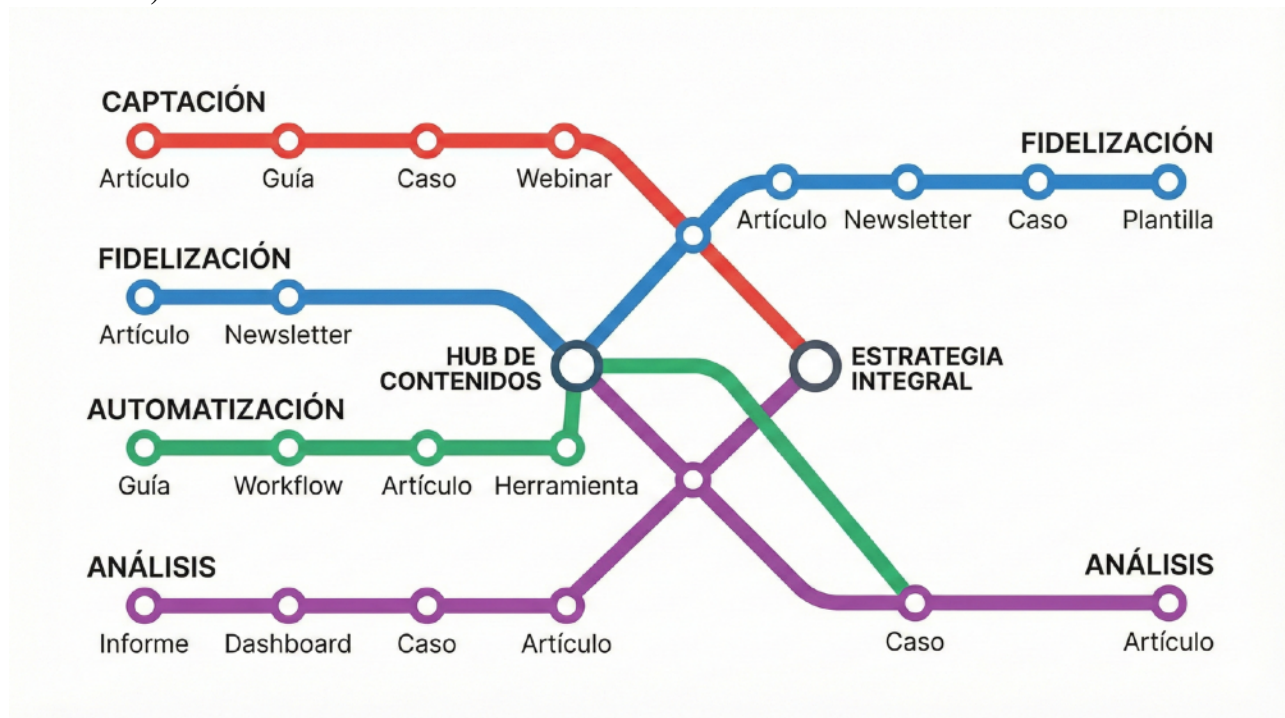 CAPTACIÓN
Artículo Guía Caso Webinar
FIDELIZACIÓN
Artículo Newsletter Caso Plantilla
FIDELIZACIÓN
Artículo Newsletter
HUB DE
CONTENIDOS
ESTRATEGIA
INTEGRAL
AUTOMATIZACIÓN
Guía Workflow Artículo Herramienta
ANÁLISIS
Informe Dashboard Caso Artículo
ANÁLISIS
Caso Artículo